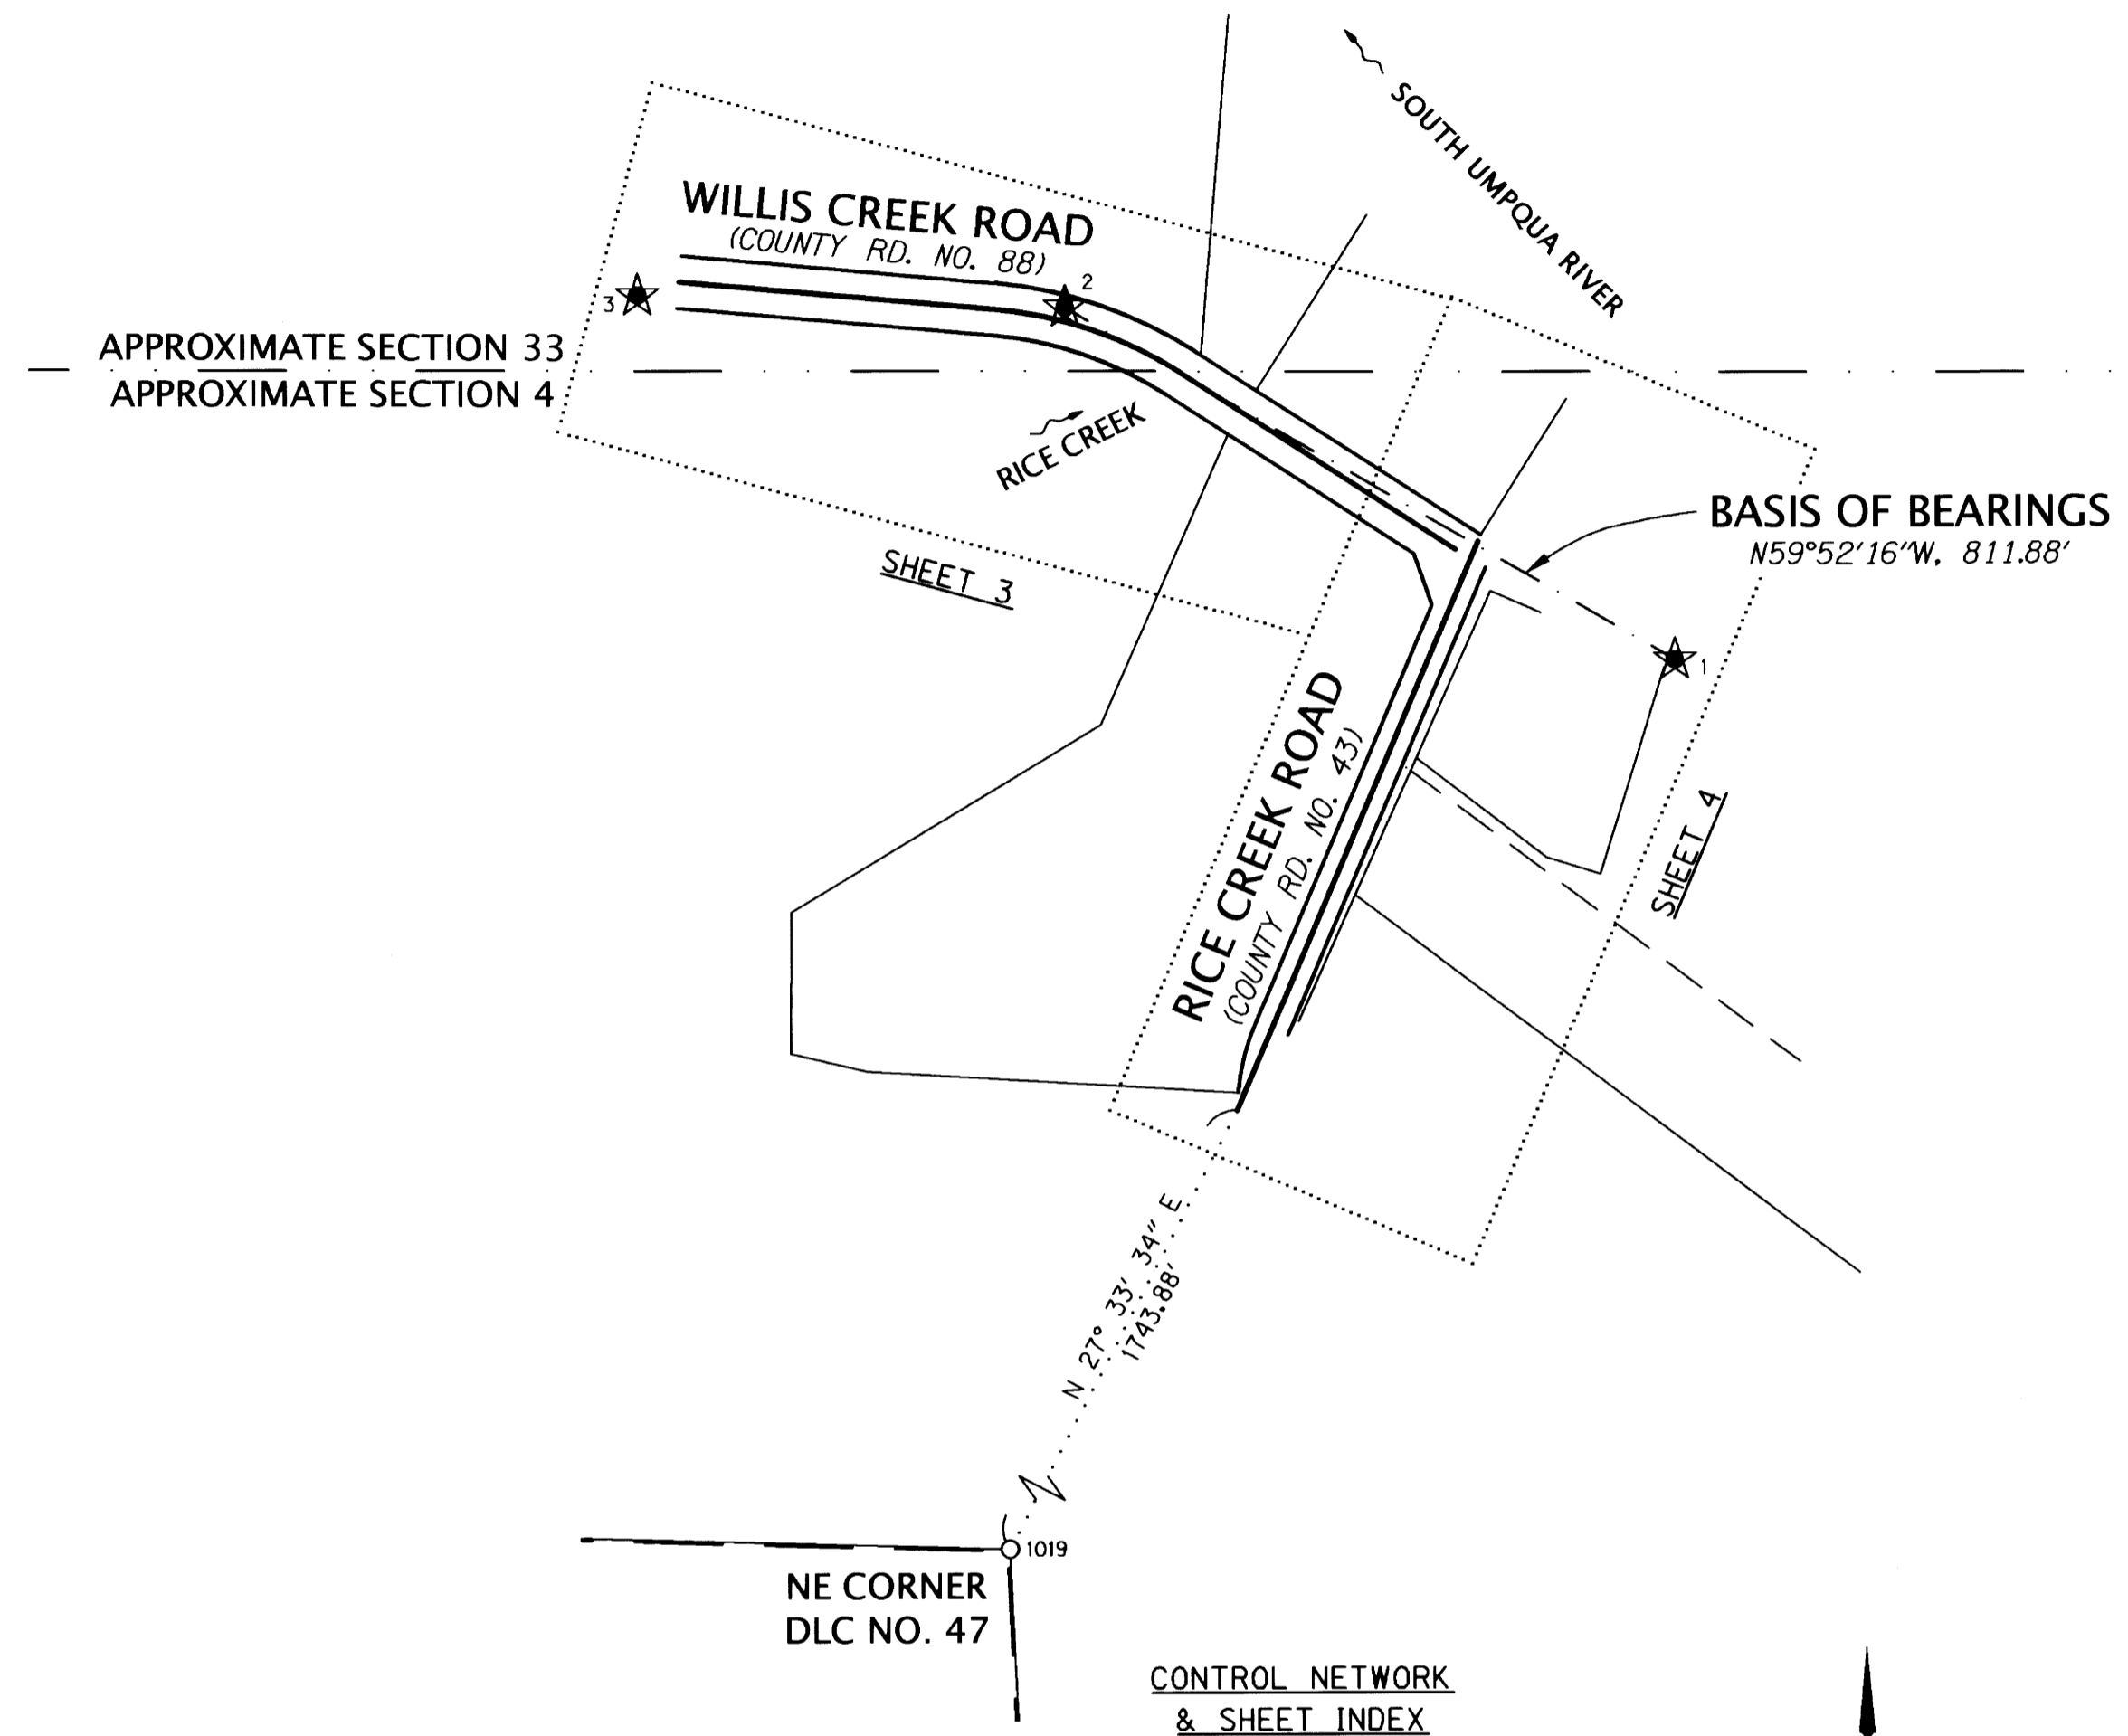 SOUTH UMPQUA RIVER
WILLIS CREEK ROAD
(COUNTY RD. NO. 88)
2
3
APPROXIMATE SECTION 33
APPROXIMATE SECTION 4
RICE CREEK
BASIS OF BEARINGS
N59°52'16"W, 811.88'
SHEET 3
1
RICE CREEK ROAD
(COUNTY RD. NO. 43)
SHEET 4
N 27° 33' 34" E
1743.88'
1019
NE CORNER
DLC NO. 47
CONTROL NETWORK
& SHEET INDEX